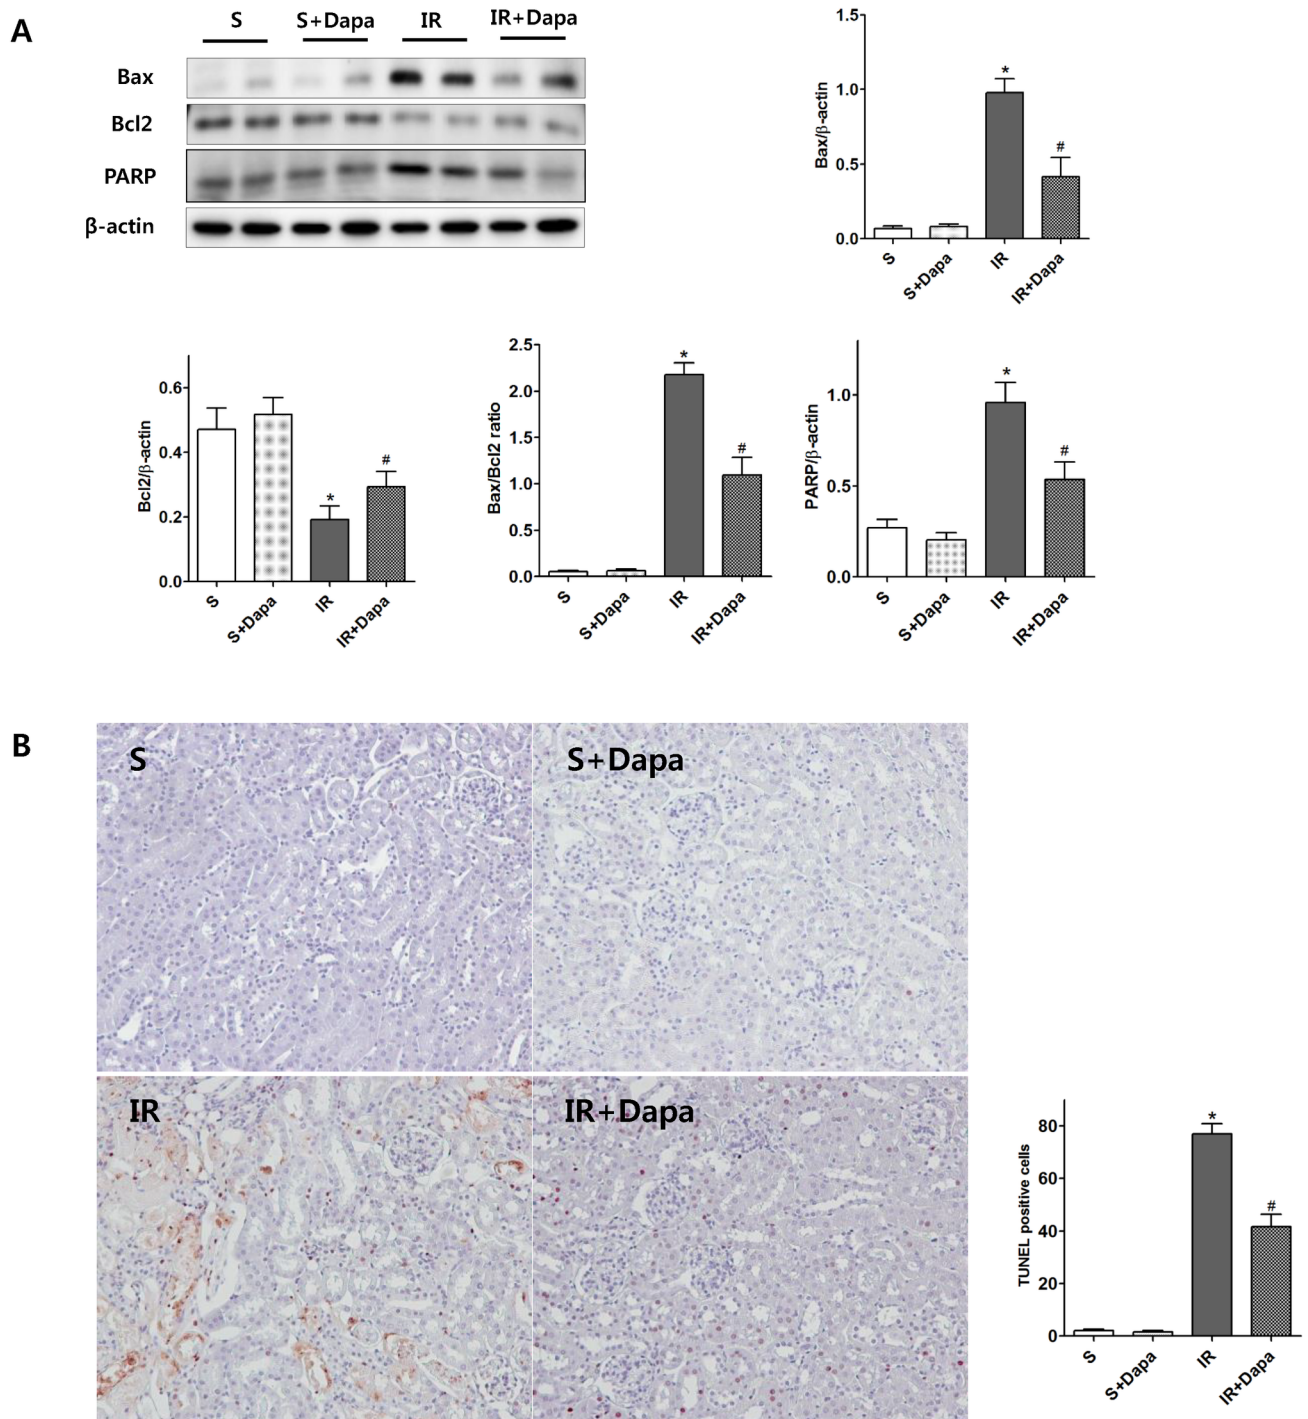 A
S S+Dapa IR IR+Dapa
Bax
Bcl2
PARP
β-actin
1.5
1.0
0.5
0.0
Bax/β-actin
*
#
S S+Dapa IR IR+Dapa
0.6
0.4
0.2
0.0
Bcl2/β-actin
*
#
S S+Dapa IR IR+Dapa
2.5
2.0
1.5
1.0
0.5
0.0
Bax/Bcl2 ratio
*
#
S S+Dapa IR IR+Dapa
1.0
0.5
0.0
PARP/β-actin
*
#
S S+Dapa IR IR+Dapa
B
S
S+Dapa
IR
IR+Dapa
80
60
40
20
0
TUNEL positive cells
*
#
S S+Dapa IR IR+Dapa